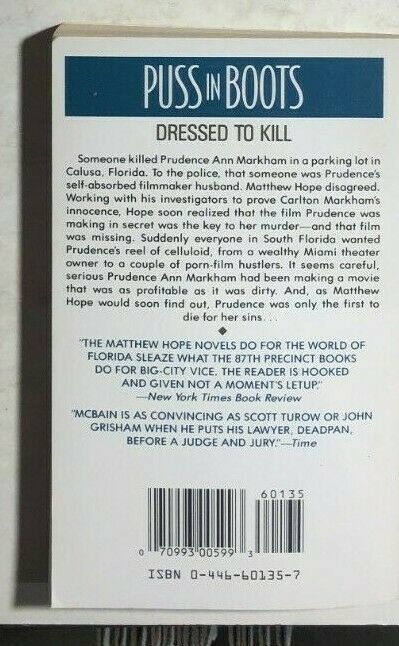 PUSS IN BOOTS
DRESSED TO KILL
Someone killed Prudence Ann Markham in a parking lot in
Calusa, Florida. To the police, that someone was Prudence's
self-absorbed filmmaker husband. Matthew Hope disagreed.
Working with his investigators to prove Carlton Markham's
innocence, Hope soon realized that the film Prudence was
making in secret was the key to her murder—and that film
was missing. Suddenly everyone in South Florida wanted
Prudence's reel of celluloid, from a wealthy Miami theater
owner to a couple of porn-film hustlers. It seems careful,
serious Prudence Ann Markham had been making a movie
that was as profitable as it was dirty. And, as Matthew
Hope would soon find out, Prudence was only the first to
die for her sins...
"THE MATTHEW HOPE NOVELS DO FOR THE WORLD OF
FLORIDA SLEAZE WHAT THE 87TH PRECINCT BOOKS
DO FOR BIG-CITY VICE. THE READER IS HOOKED
AND GIVEN NOT A MOMENT'S LETUP."
—New York Times Book Review
"MCBAIN IS AS CONVINCING AS SCOTT TUROW OR JOHN
GRISHAM WHEN HE PUTS HIS LAWYER, DEADPAN,
BEFORE A JUDGE AND JURY."—Time
60135
0 70993 00599 3
ISBN 0-446-60135-7